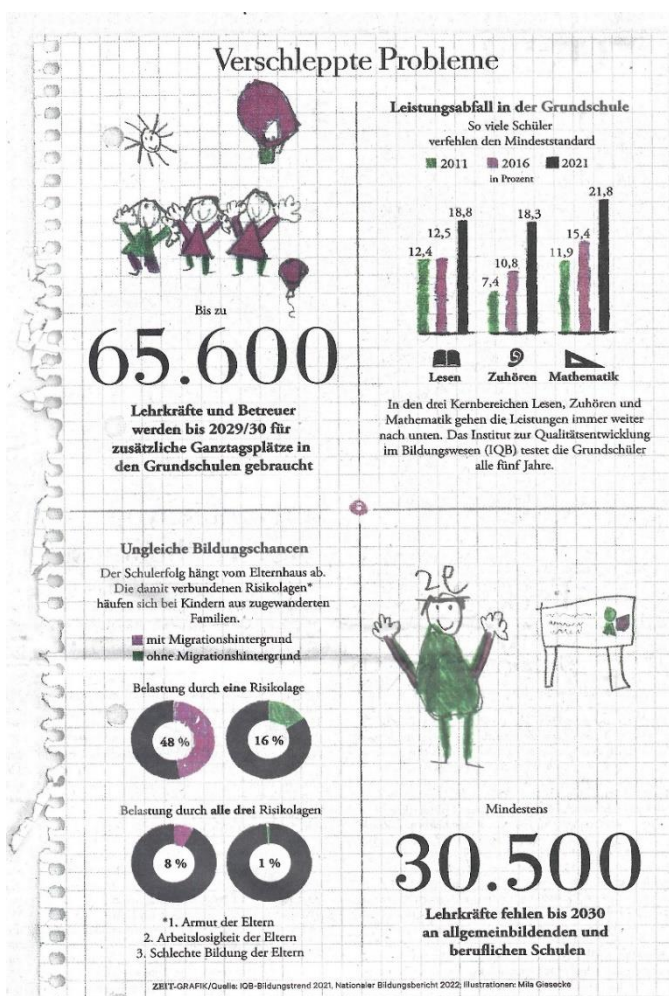 Verschleppte Probleme
Bis zu
65.600
Lehrkräfte und Betreuer
werden bis 2029/30 für
zusätzliche Ganztagsplätze in
den Grundschulen gebraucht
Leistungsabfall in der Grundschule
So viele Schüler
verfehlen den Mindeststandard
2011 2016 2021
in Prozent
12,4 12,5 18,8
7,4 10,8 18,3
11,9 15,4 21,8
Lesen Zuhören Mathematik
In den drei Kernbereichen Lesen, Zuhören und
Mathematik gehen die Leistungen immer weiter
nach unten. Das Institut zur Qualitätsentwicklung
im Bildungswesen (IQB) testet die Grundschüler
alle fünf Jahre.
Ungleiche Bildungschancen
Der Schulerfolg hängt vom Elternhaus ab.
Die damit verbundenen Risikolagen*
häufen sich bei Kindern aus zugewanderten
Familien.
mit Migrationshintergrund
ohne Migrationshintergrund
Belastung durch eine Risikolage
48 % 16 %
Belastung durch alle drei Risikolagen
8 % 1 %
*1. Armut der Eltern
2. Arbeitslosigkeit der Eltern
3. Schlechte Bildung der Eltern
Mindestens
30.500
Lehrkräfte fehlen bis 2030
an allgemeinbildenden und
beruflichen Schulen
ZEIT-GRAFIK/Quelle: IQB-Bildungstrend 2021, Nationaler Bildungsbericht 2022; Illustrationen: Mila Giesecke